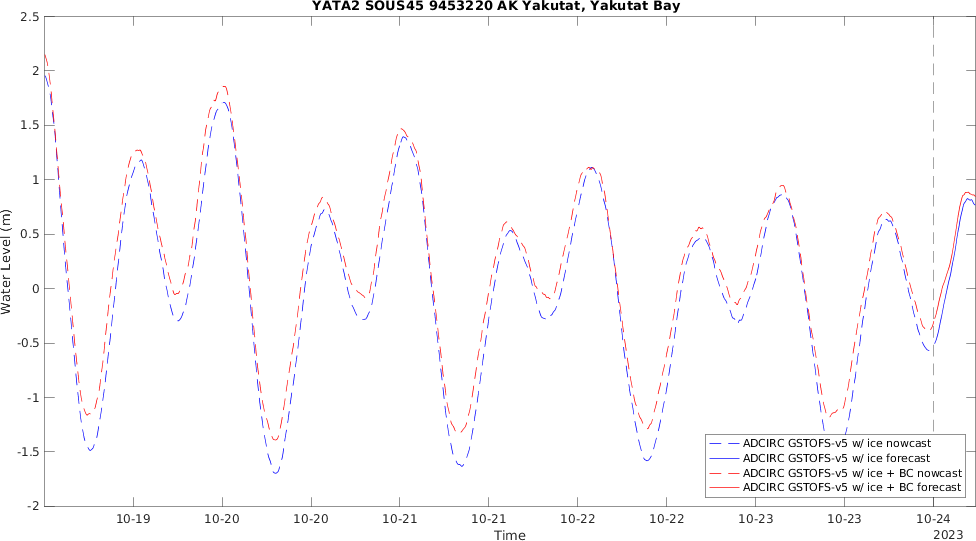 YATA2 SOUS45 9453220 AK Yakutat, Yakutat Bay
2.5
2
1.5
1
0.5
0
-0.5
-1
-1.5
-2
Water Level (m)
ADCIRC GSTOFS-v5 w/ ice nowcast
ADCIRC GSTOFS-v5 w/ ice forecast
ADCIRC GSTOFS-v5 w/ ice + BC nowcast
ADCIRC GSTOFS-v5 w/ ice + BC forecast
10-19 10-20 10-20 10-21 10-21 10-22 10-22 10-23 10-23 10-24
Time 2023